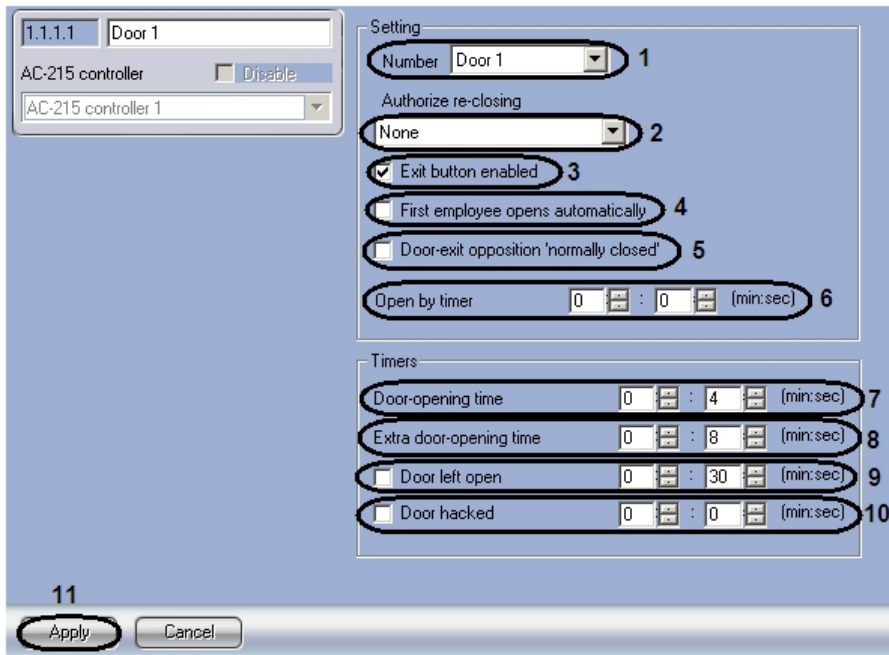 1.1.1.1 Door 1
AC-215 controller Disable
AC-215 controller 1
Setting
Number Door 1 1
Authorize re-closing
None 2
Exit button enabled 3
First employee opens automatically 4
Door-exit opposition 'normally closed' 5
Open by timer 0 : 0 (min:sec) 6
Timers
Door-opening time 0 : 4 (min:sec) 7
Extra door-opening time 0 : 8 (min:sec) 8
Door left open 0 : 30 (min:sec) 9
Door hacked 0 : 0 (min:sec) 10
11
Apply Cancel